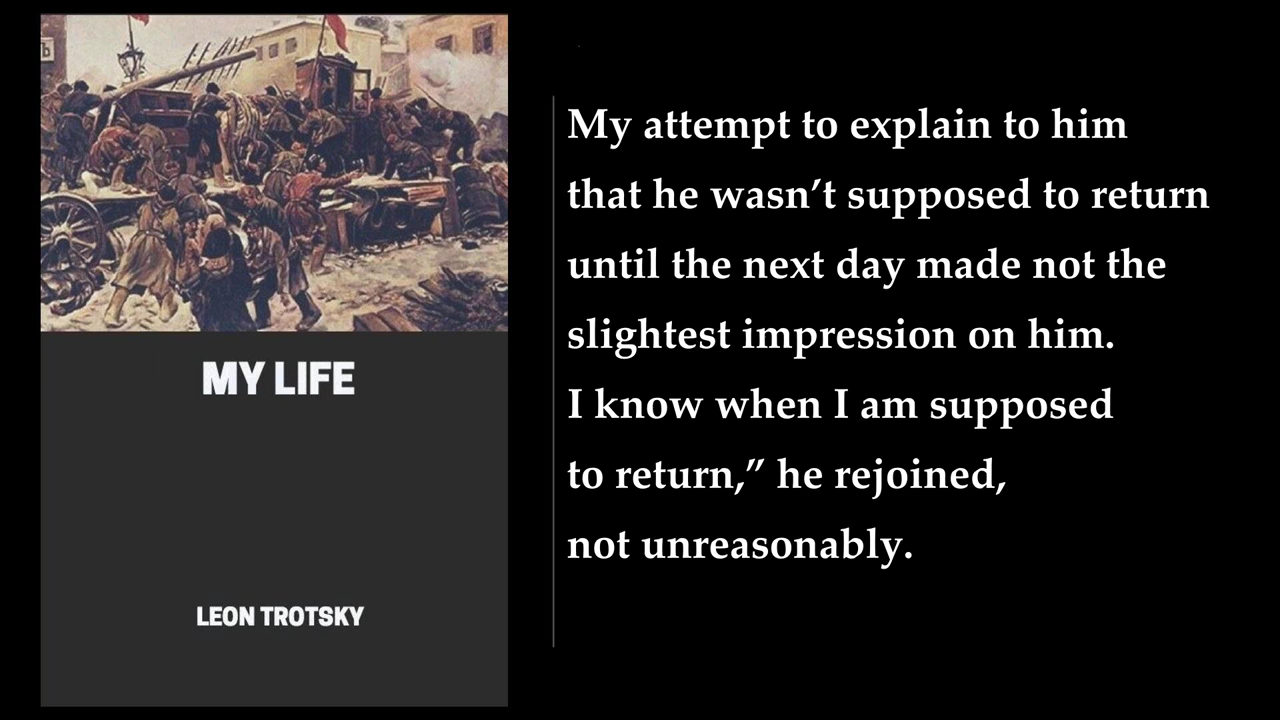 MY LIFE
LEON TROTSKY
My attempt to explain to him
that he wasn’t supposed to return
until the next day made not the
slightest impression on him.
I know when I am supposed
to return,” he rejoined,
not unreasonably.